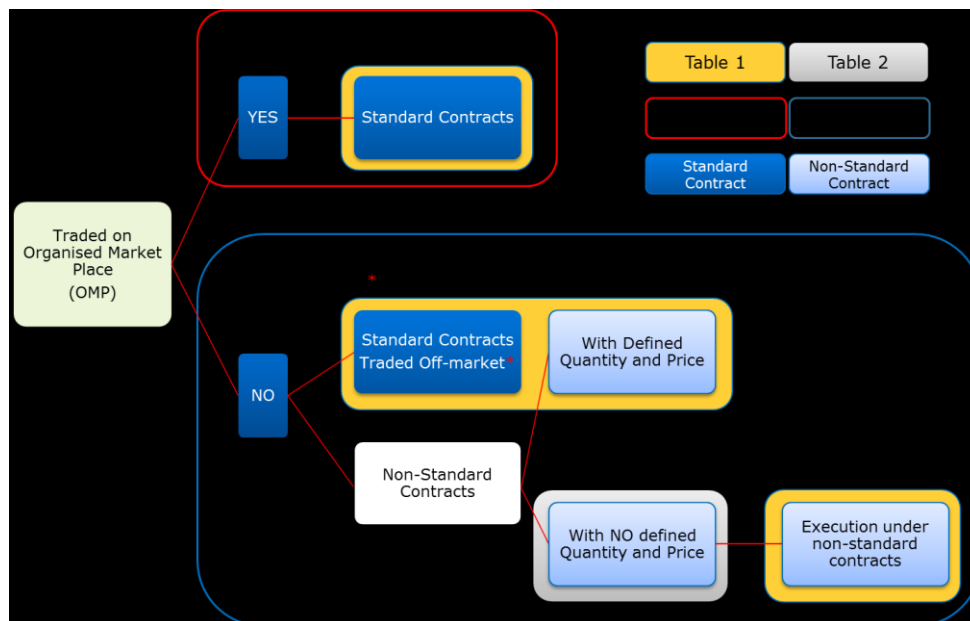 Table 1
Table 2
YES
Standard Contracts
Standard
Contract
Non-Standard
Contract
Traded on
Organised Market
Place
(OMP)
*
Standard Contracts
Traded Off-market*
With Defined
Quantity and Price
NO
Non-Standard
Contracts
With NO defined
Quantity and Price
Execution under
non-standard
contracts